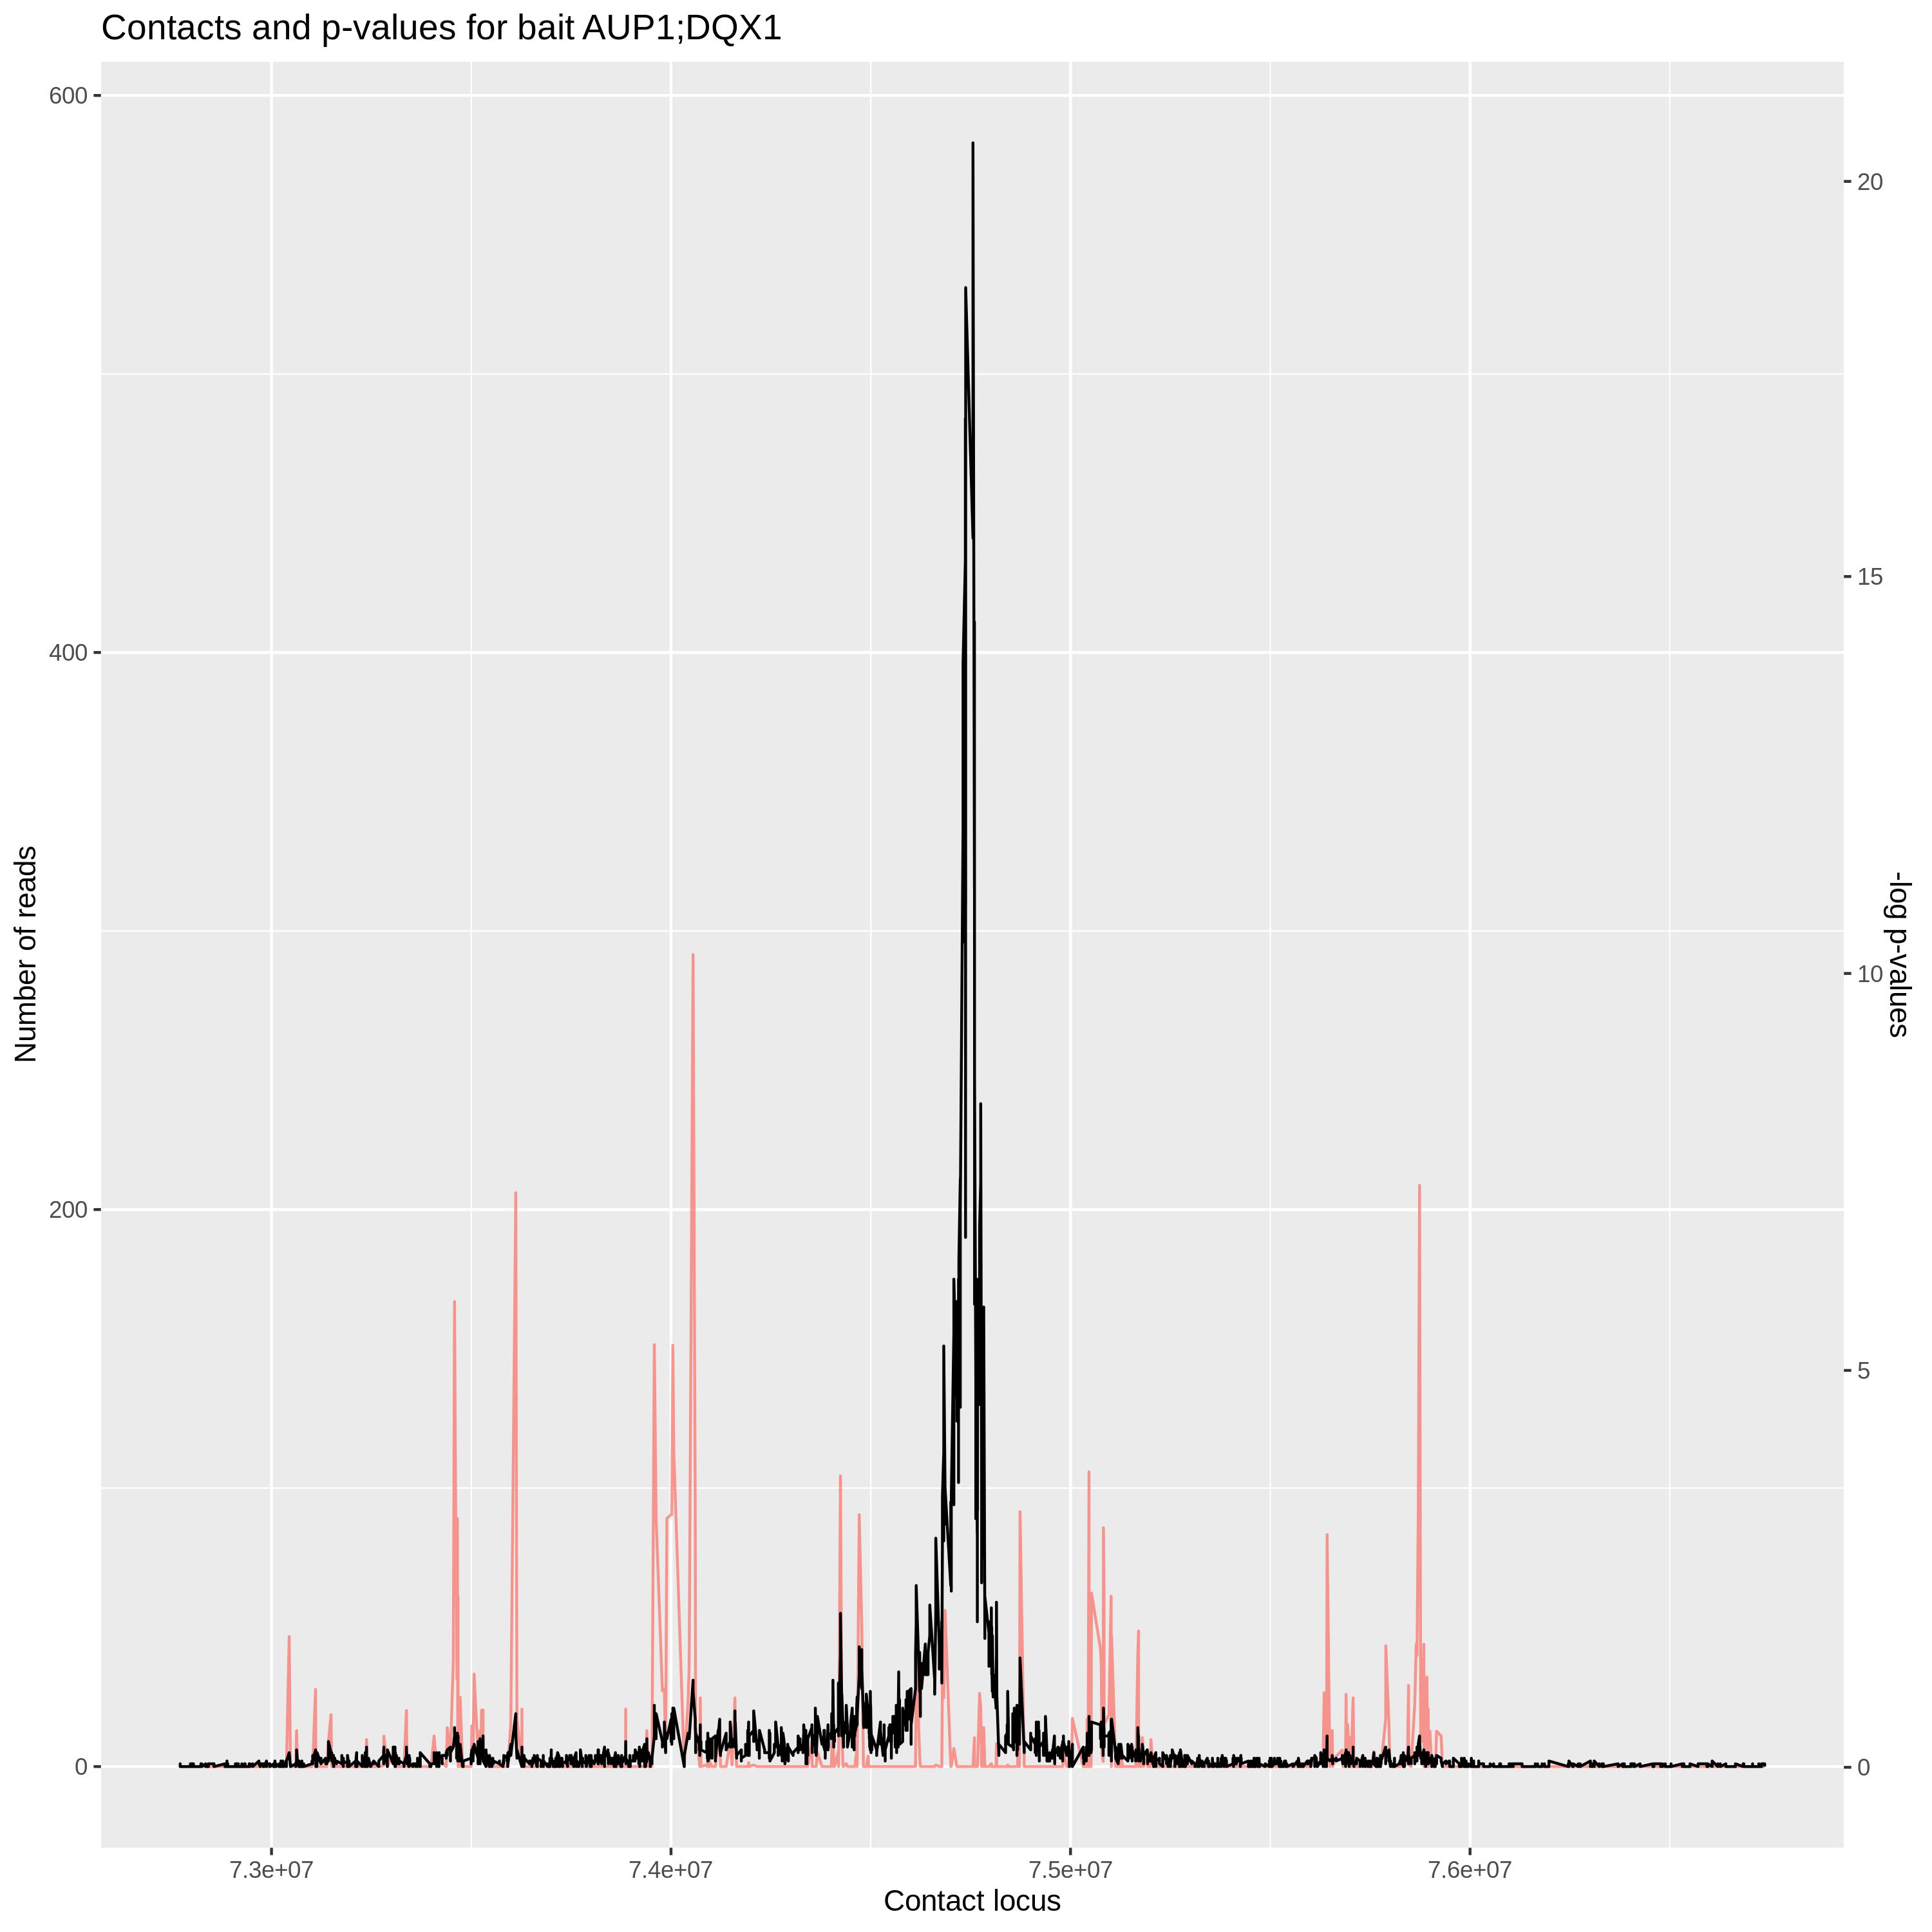 Contacts and p-values for bait AUP1;DQX1
600
400
200
0
Number of reads
20
15
10
5
0
-log p-values
7.3e+07
7.4e+07
7.5e+07
7.6e+07
Contact locus